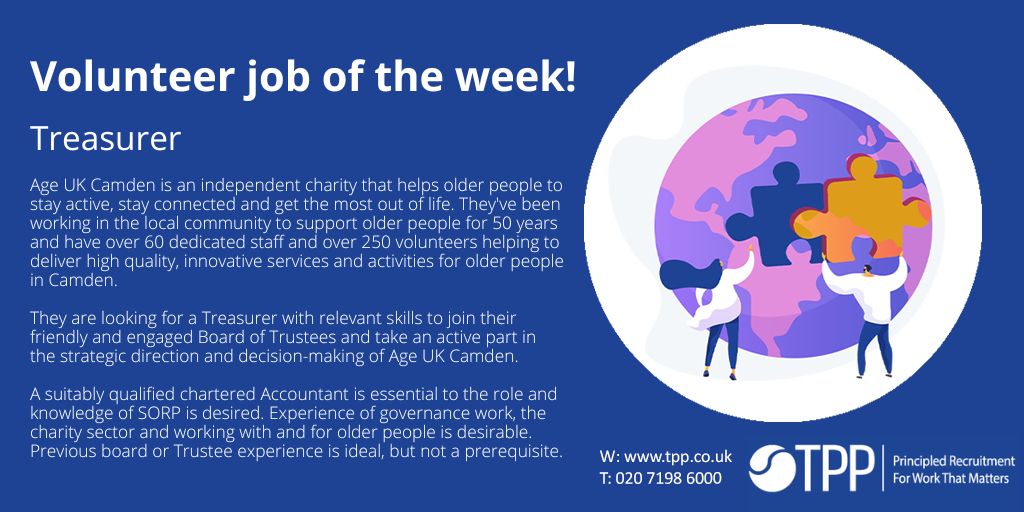 Volunteer job of the week!
Treasurer
Age UK Camden is an independent charity that helps older people to
stay active, stay connected and get the most out of life. They've been
working in the local community to support older people for 50 years
and have over 60 dedicated staff and over 250 volunteers helping to
deliver high quality, innovative services and activities for older people
in Camden.
They are looking for a Treasurer with relevant skills to join their
friendly and engaged Board of Trustees and take an active part in
the strategic direction and decision-making of Age UK Camden.
A suitably qualified chartered Accountant is essential to the role and
knowledge of SORP is desired. Experience of governance work, the
charity sector and working with and for older people is desirable.
Previous board or Trustee experience is ideal, but not a prerequisite.
W: www.tpp.co.uk
T: 020 7198 6000
TPP
Principled Recruitment
For Work That Matters